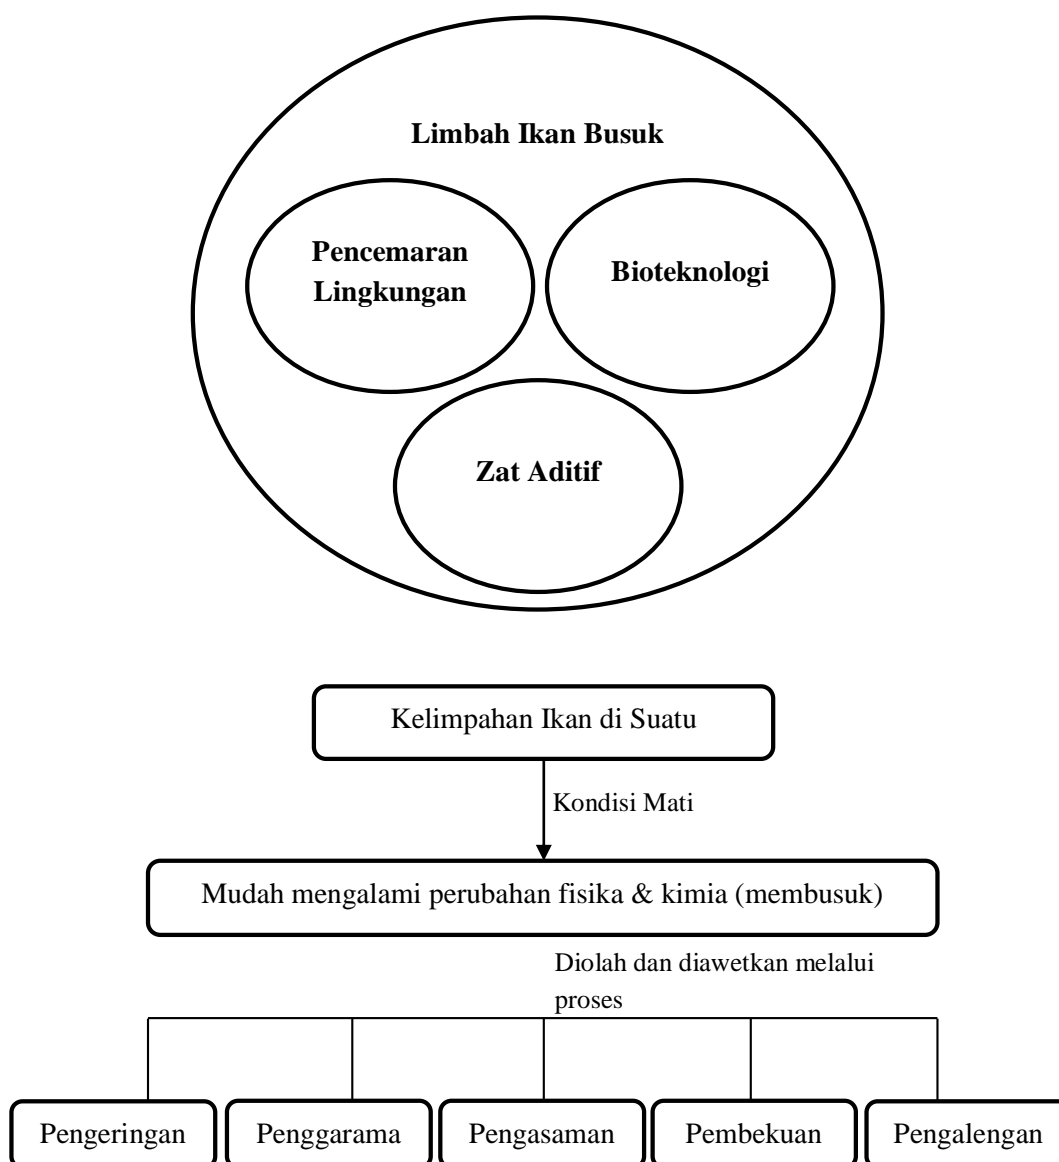 Limbah Ikan Busuk
Pencemaran
Lingkungan
Bioteknologi
Zat Aditif
Kelimpahan Ikan di Suatu
Kondisi Mati
Mudah mengalami perubahan fisika & kimia (membusuk)
Diolah dan diawetkan melalui
proses
Pengeringan
Penggarama
Pengasaman
Pembekuan
Pengalengan